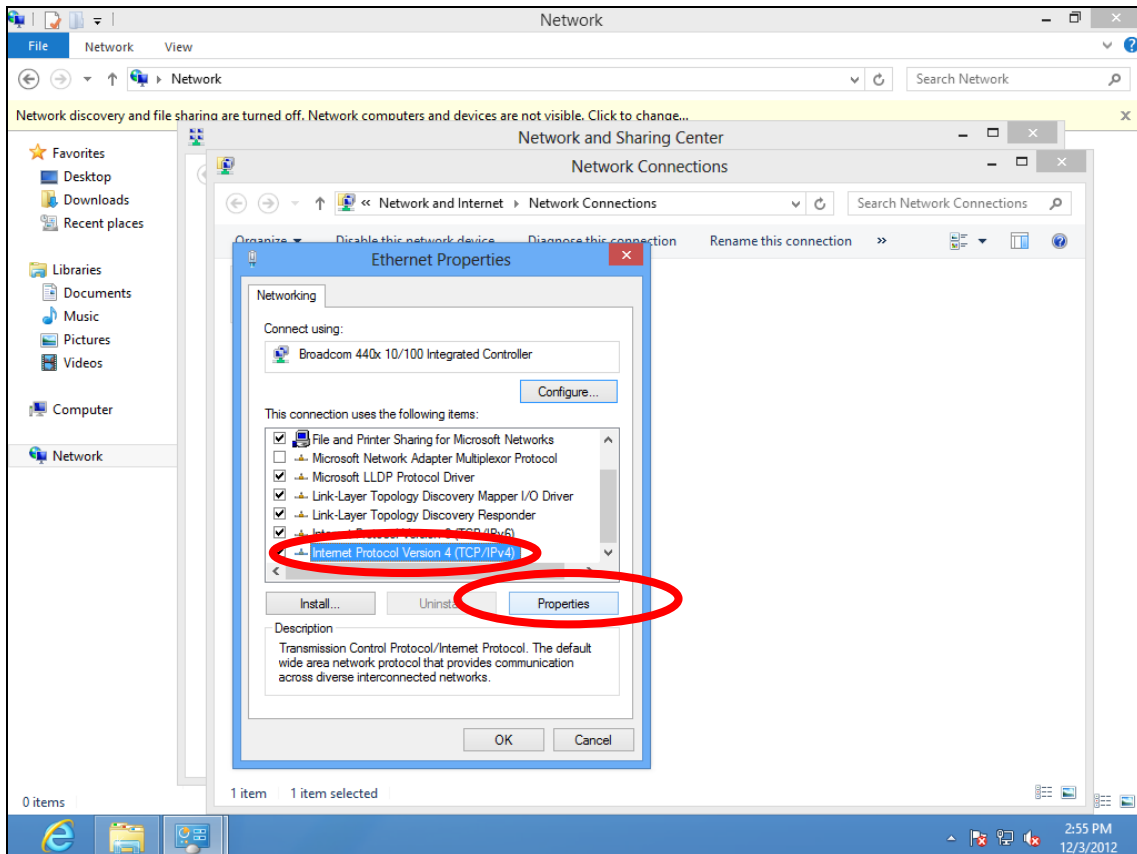 Network
File Network View
Network
Search Network
Network discovery and file sharing are turned off. Network computers and devices are not visible. Click to change...
Favorites
Desktop
Downloads
Recent places
Libraries
Documents
Music
Pictures
Videos
Computer
Network
0 items
Network and Sharing Center
Network Connections
Network and Internet Network Connections
Search Network Connections
Organize Disable this network device Diagnose this connection Rename this connection »
Ethernet Properties
Networking
Connect using:
Broadcom 440x 10/100 Integrated Controller
Configure...
This connection uses the following items:
File and Printer Sharing for Microsoft Networks
Microsoft Network Adapter Multiplexor Protocol
Microsoft LLDP Protocol Driver
Link-Layer Topology Discovery Mapper I/O Driver
Link-Layer Topology Discovery Responder
Internet Protocol Version 6 (TCP/IPv6)
Internet Protocol Version 4 (TCP/IPv4)
Install... Properties
Description
Transmission Control Protocol/Internet Protocol. The default
wide area network protocol that provides communication
across diverse interconnected networks.
OK Cancel
1 item 1 item selected
2:55 PM
12/3/2012